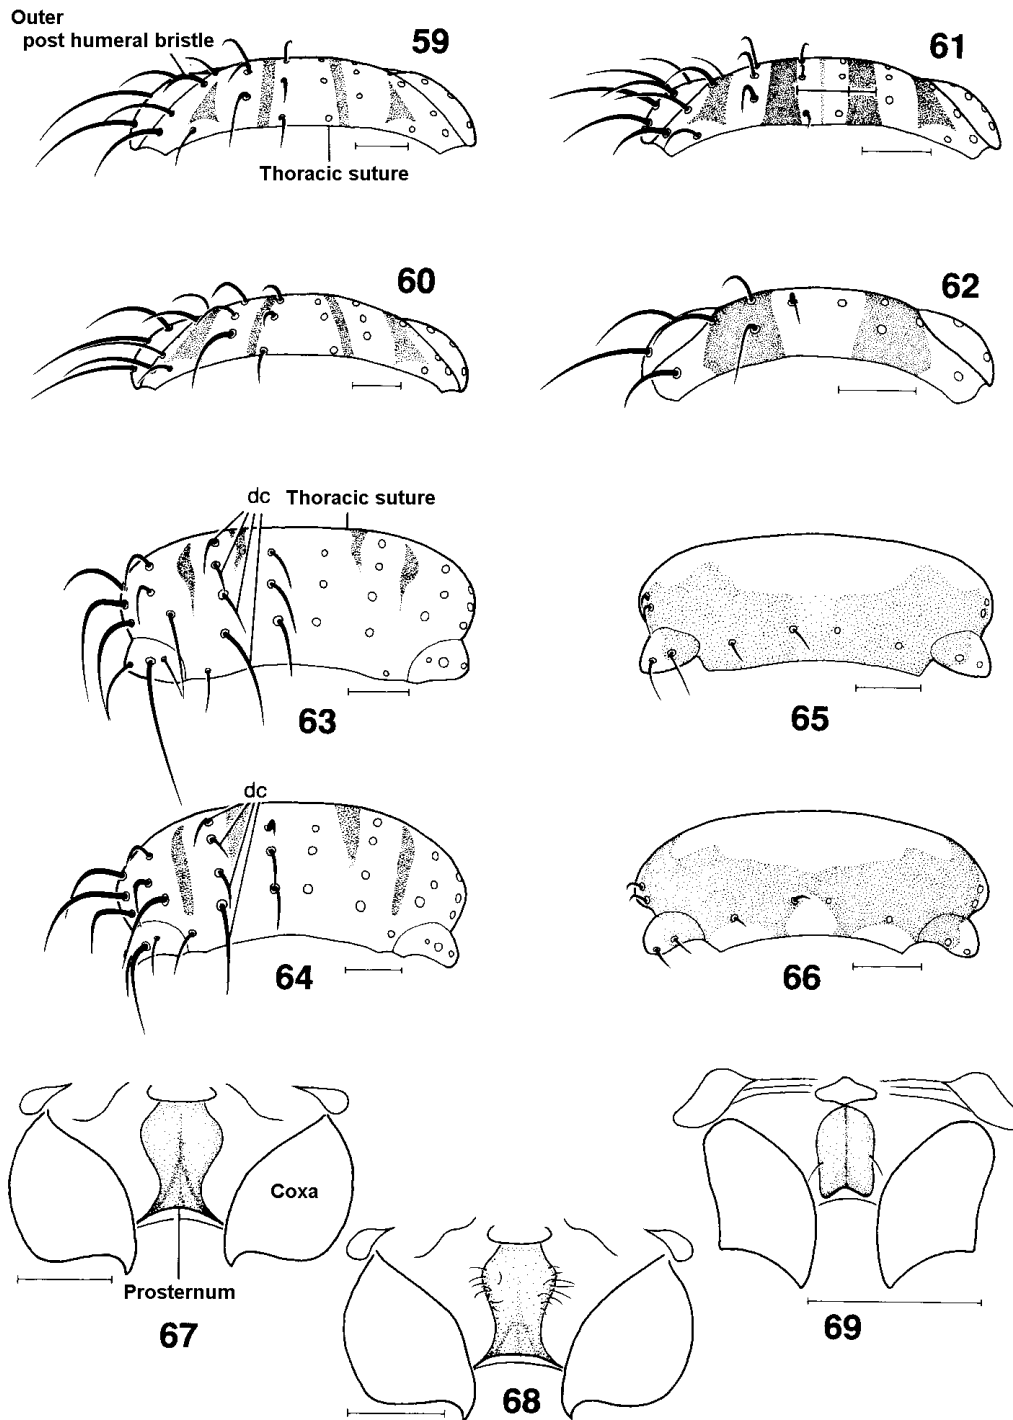 Outer
post humeral bristle
59
61
Thoracic suture
60
62
dc
Thoracic suture
63
65
dc
64
66
Coxa
Prosternum
67
68
69